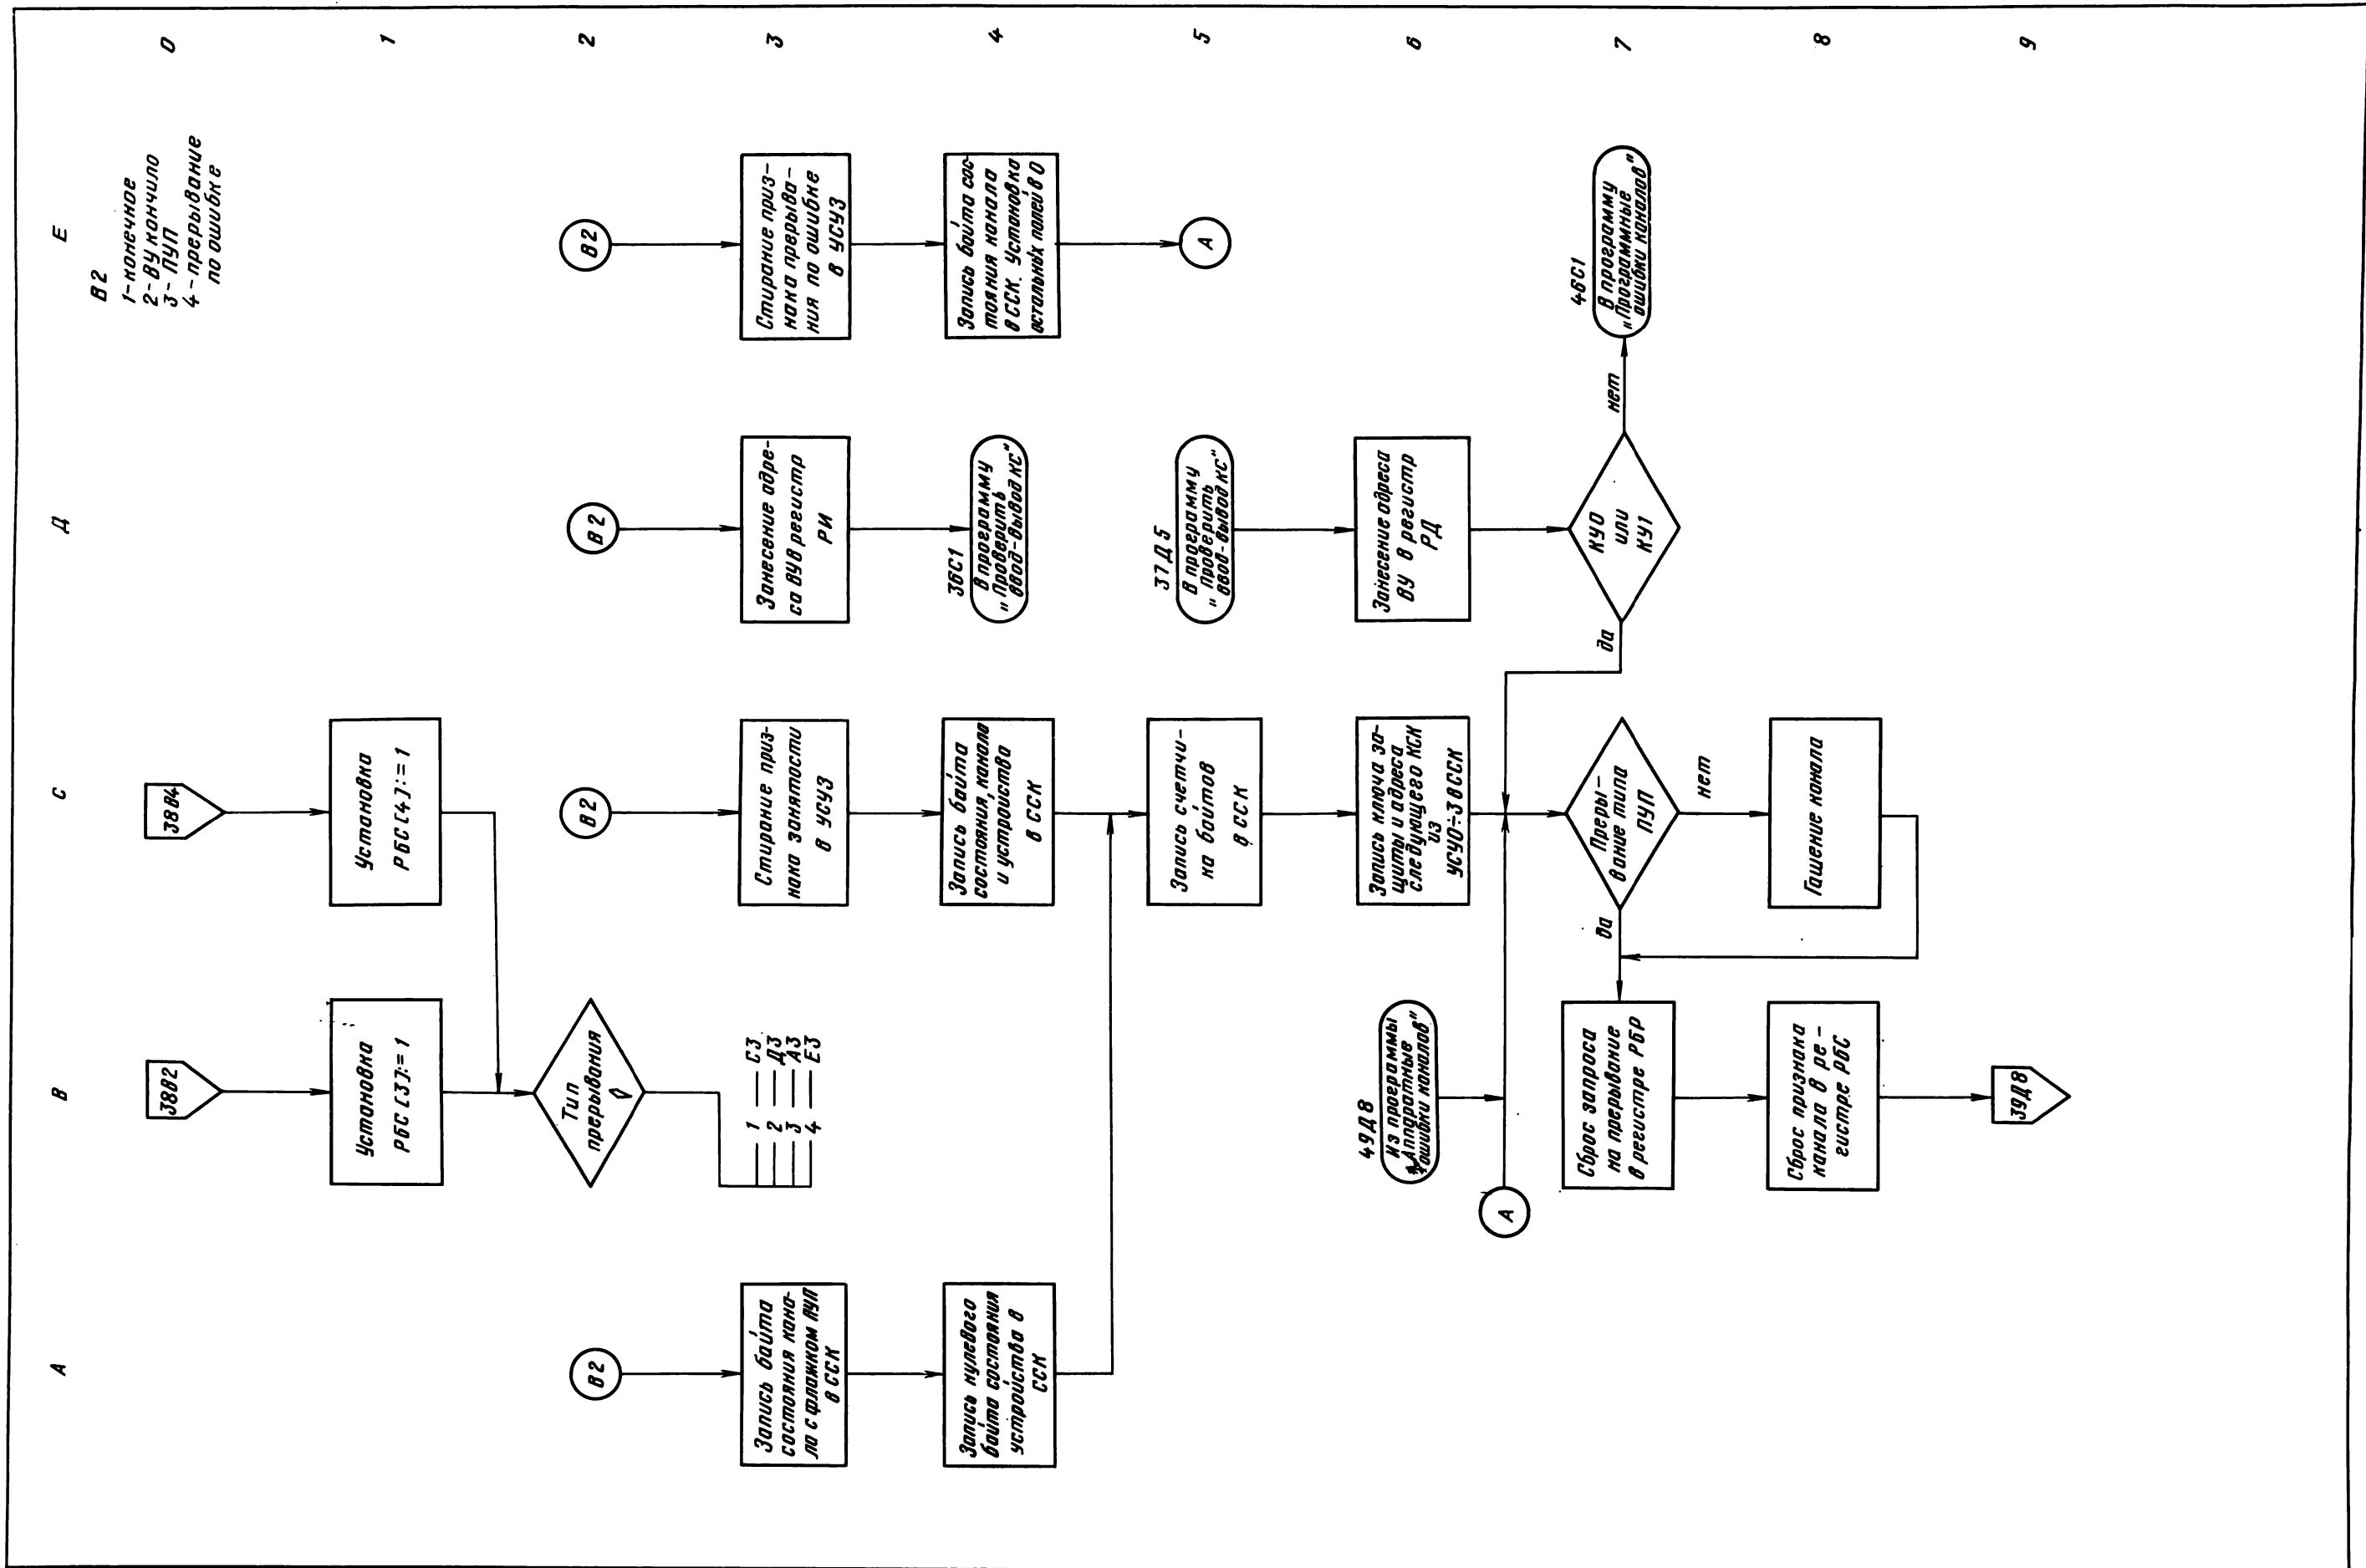 А
В
С
Д
Е
0
1
2
3
4
5
6
7
8
9
В2
1-конечное
2-ВУ кончило
3-ПУП
4-прерывание
по ошибке
38В2
38В4
Установка
РБС[3]:=1
Установка
РБС[4]:=1
Тип
прерывания
1 — С3
2 — Д3
3 — А3
4 — Е3
В2
В2
В2
В2
Запись байта
состояния кана-
ла с флажком ПУП
в ССК
Стирание приз-
нака занятости
в УСУ3
Занесение адре-
са ВУ в регистр
РИ
Стирание приз-
нака прерыва-
ния по ошибке
в УСУ3
Запись нулевого
байта состояния
устройства в
ССК
Запись байта
состояния, канала
и устройства
в ССК
36С1
В программу
„Проверить
ввод-вывод КС"
Запись байта сос-
тояния канала
в ССК. Установка
остальных полей в 0
Запись счетчи-
ка байтов
в ССК
37Д5
В программу
„Проверить
ввод-вывод КС"
А
49Д8
Из программы
„Аппаратные
ошибки каналов"
Запись ключа за-
щиты и адреса
следующего КСК
из
УСУ0÷3 в ССК
Занесение адреса
ВУ в регистр
РД
А
Сброс запроса
на прерывание
в регистре РБР
да
Преры-
вание типа
ПУП
нет
да
КУ0
или
КУ1
нет
46С1
В программу
„Программные
ошибки каналов"
Сброс признака
канала в ре-
гистре РБС
Гашение канала
39Д8